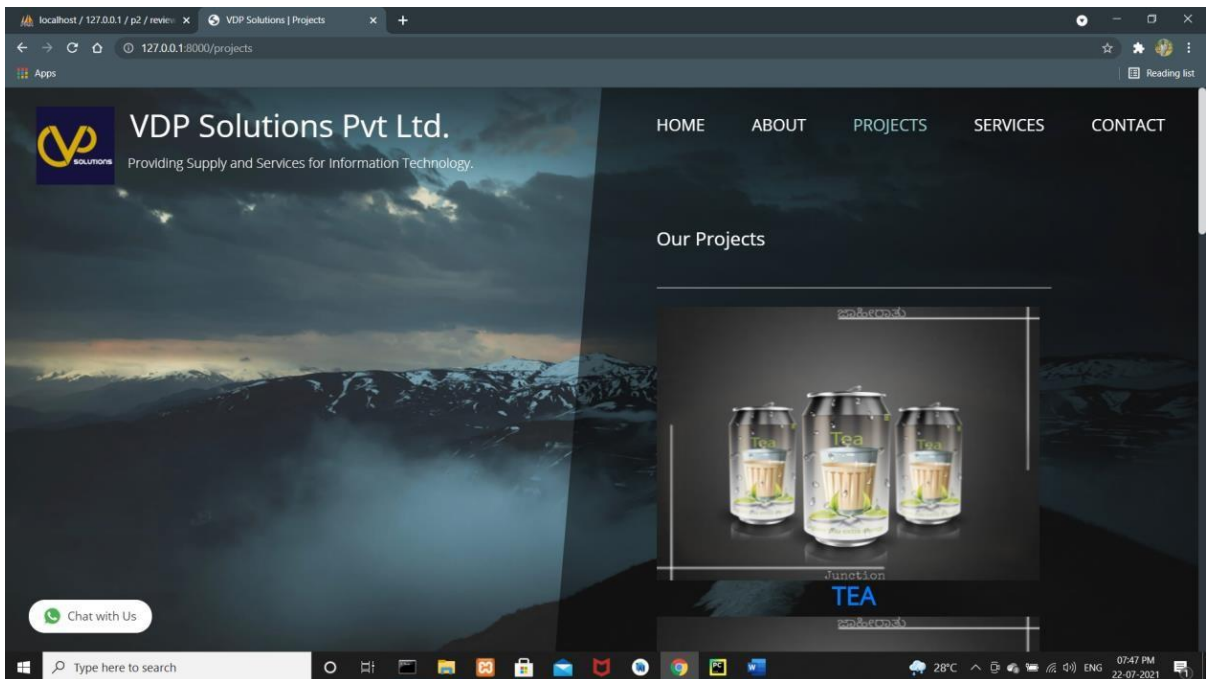 localhost / 127.0.0.1 / p2 / review
VDP Solutions | Projects
127.0.0.1:8000/projects
Apps
Reading list
VP
SOLUTIONS
VDP Solutions Pvt Ltd.
Providing Supply and Services for Information Technology.
HOME ABOUT PROJECTS SERVICES CONTACT
Our Projects
ಜಾಹೀರಾತು
Tea Tea Tea
Junction
TEA
ಜಾಹೀರಾತು
Chat with Us
Type here to search
28°C ENG 07:47 PM
22-07-2021